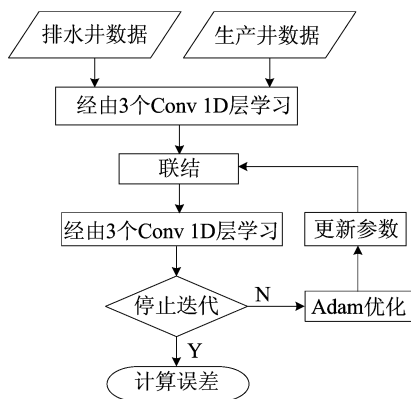 排水井数据
生产井数据
经由3个Conv 1D层学习
联结
经由3个Conv 1D层学习
更新参数
停止迭代
N
Adam优化
Y
计算误差